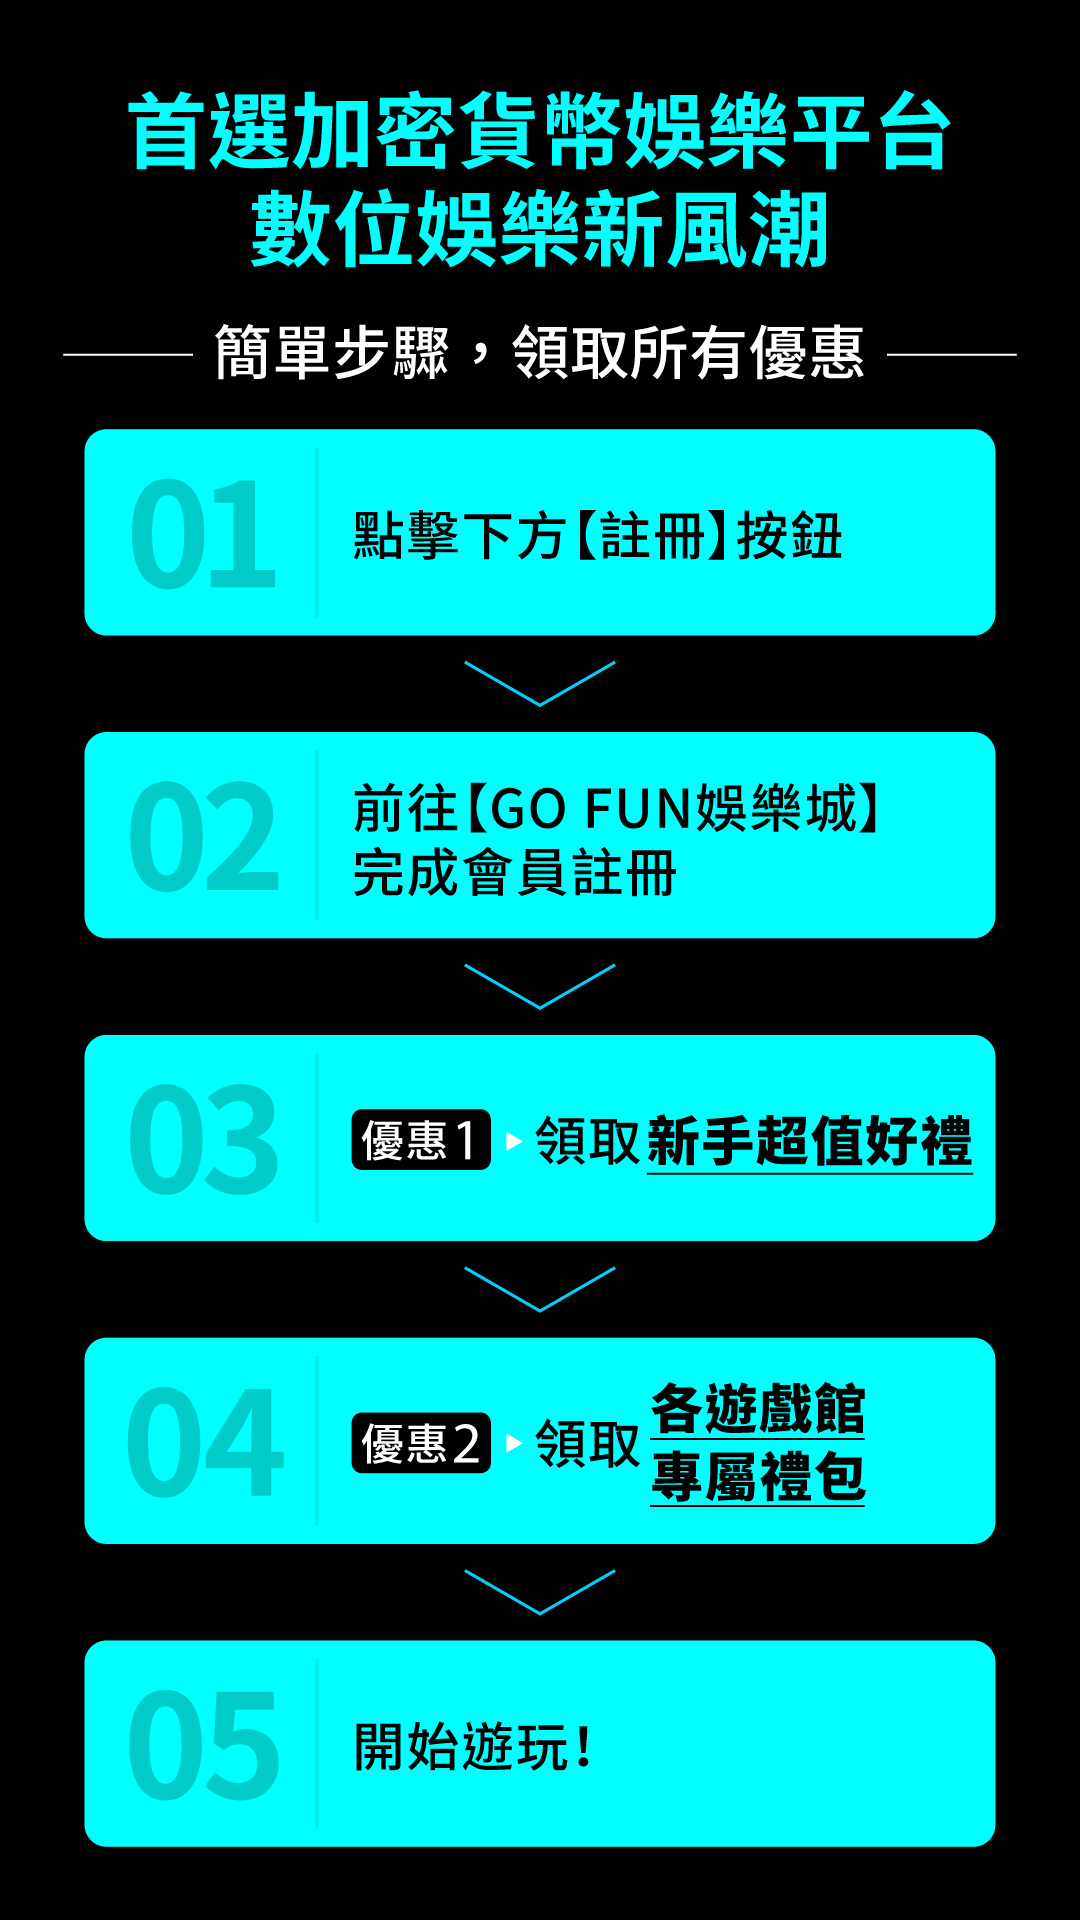 首選加密貨幣娛樂平台
數位娛樂新風潮
簡單步驟，領取所有優惠
01
點擊下方【註冊】按鈕
02
前往【GO FUN娛樂城】
完成會員註冊
03
優惠1 ▶ 領取新手超值好禮
04
優惠2 ▶ 領取各遊戲館
專屬禮包
05
開始遊玩！